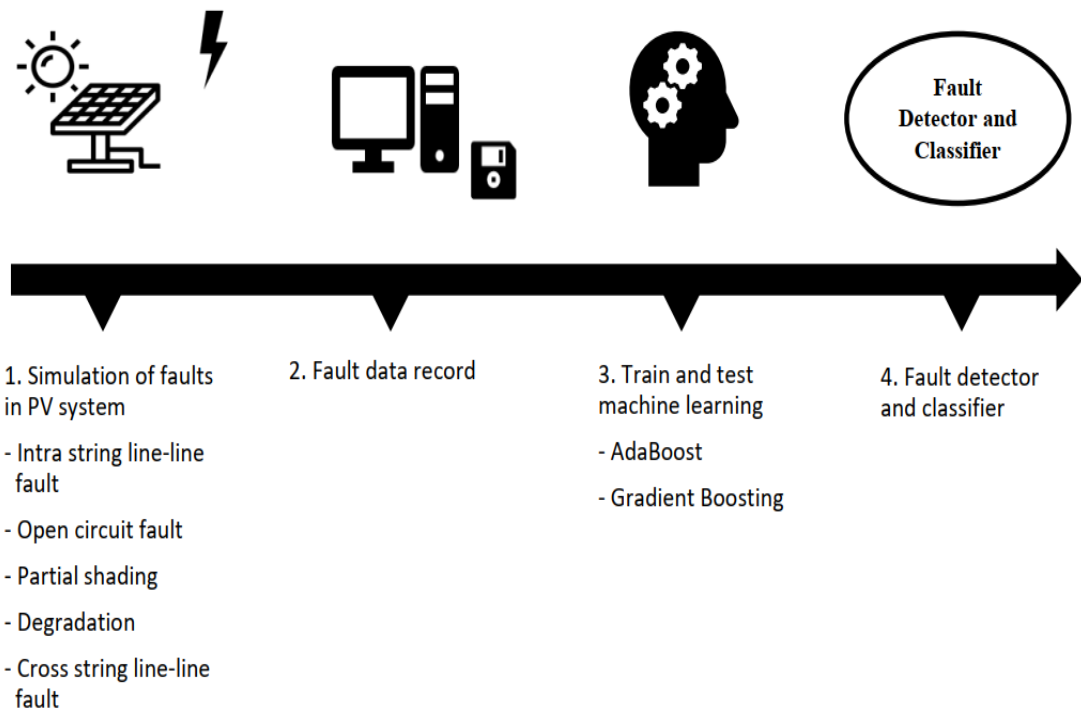 Fault
Detector and
Classifier
1. Simulation of faults
in PV system
- Intra string line-line
fault
- Open circuit fault
- Partial shading
- Degradation
- Cross string line-line
fault
2. Fault data record
3. Train and test
machine learning
- AdaBoost
- Gradient Boosting
4. Fault detector
and classifier